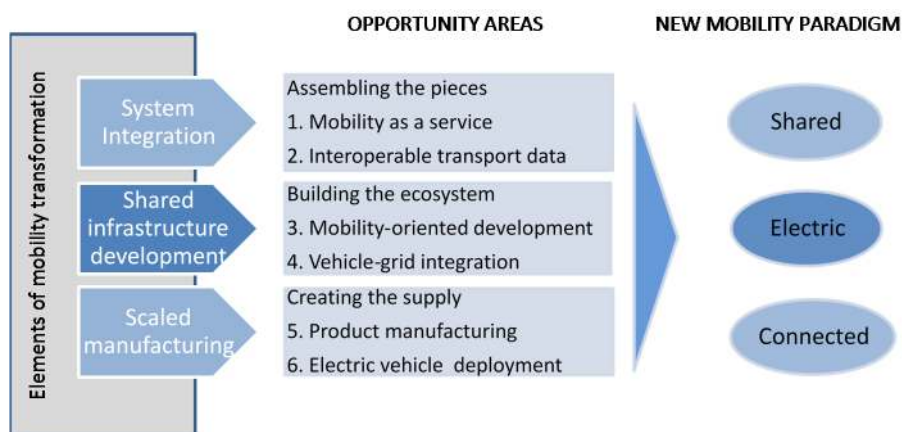 OPPORTUNITY AREAS
NEW MOBILITY PARADIGM
Elements of mobility transformation
System
Integration
Assembling the pieces
1. Mobility as a service
2. Interoperable transport data
Shared
infrastructure
development
Building the ecosystem
3. Mobility-oriented development
4. Vehicle-grid integration
Scaled
manufacturing
Creating the supply
5. Product manufacturing
6. Electric vehicle deployment
Shared
Electric
Connected